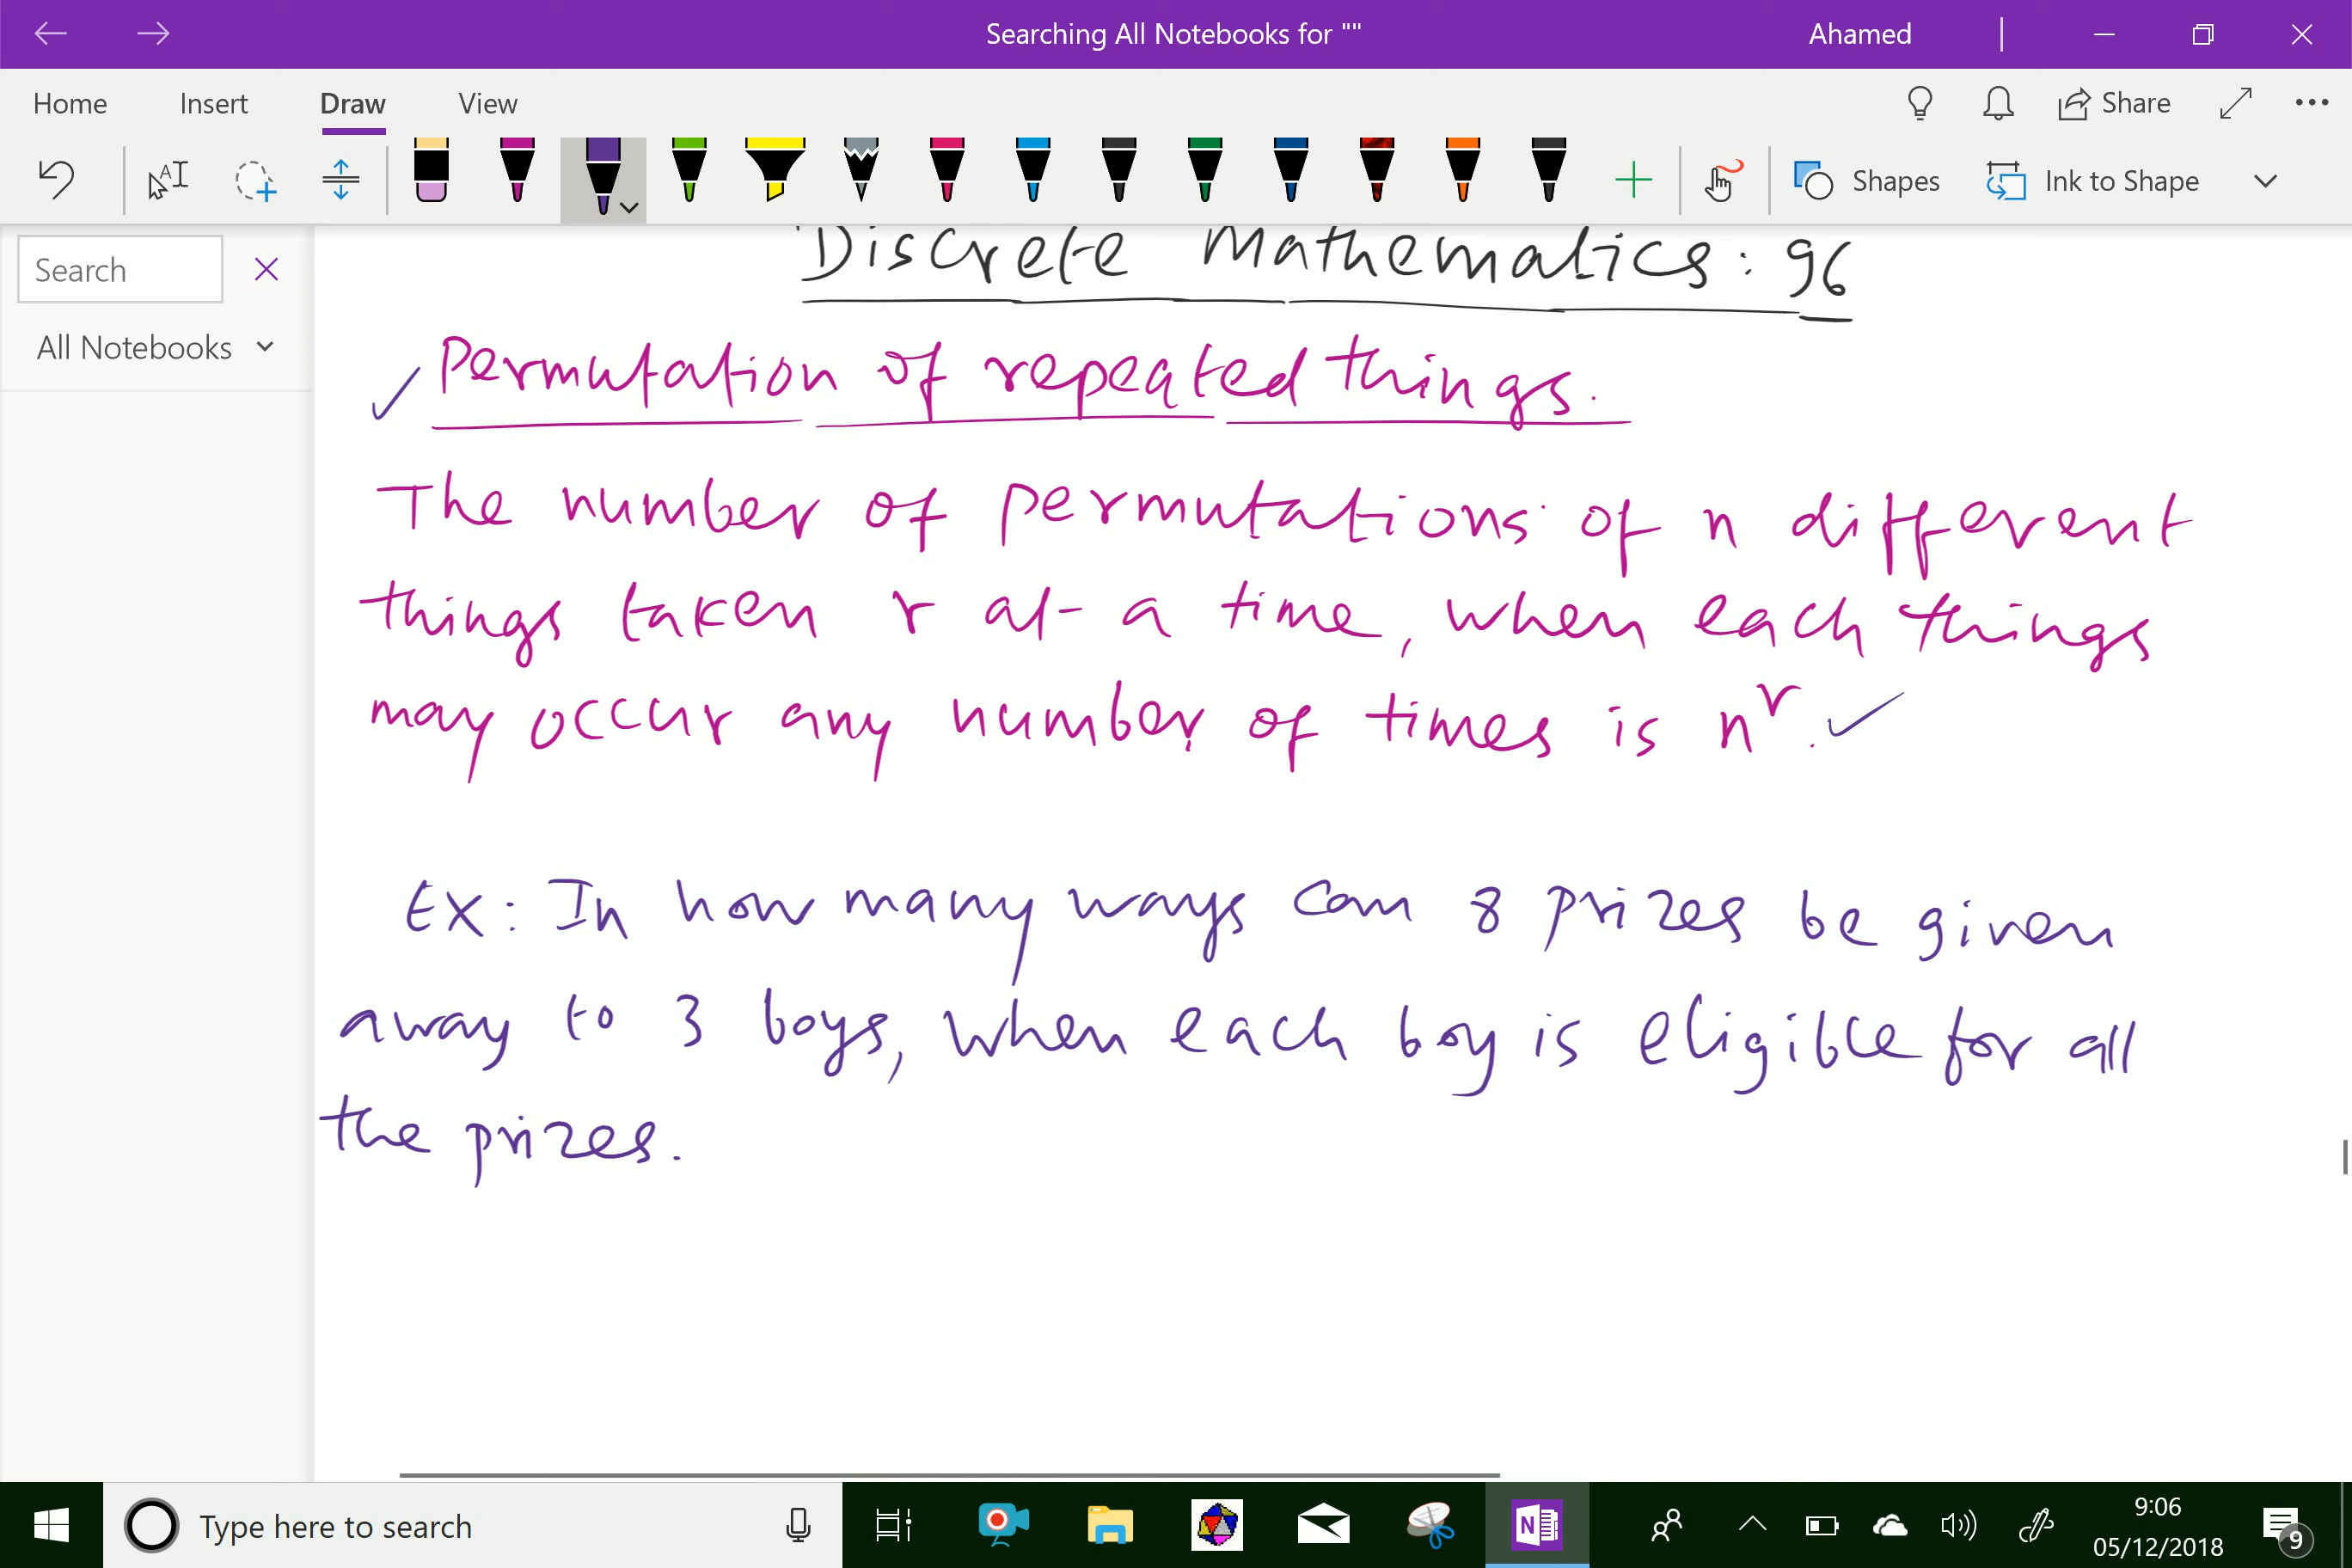 Searching All Notebooks for ""
Ahamed
Home Insert Draw View
Share
Shapes
Ink to Shape
Search
All Notebooks
Discrete Mathematics: 96
Permutation of repeated things.
The number of permutations of n different
things taken r at a time, when each things
may occur any number of times is nʳ.
Ex: In how many ways can 8 prizes be given
away to 3 boys, when each boy is eligible for all
the prizes.
Type here to search
N
9:06
05/12/2018
9